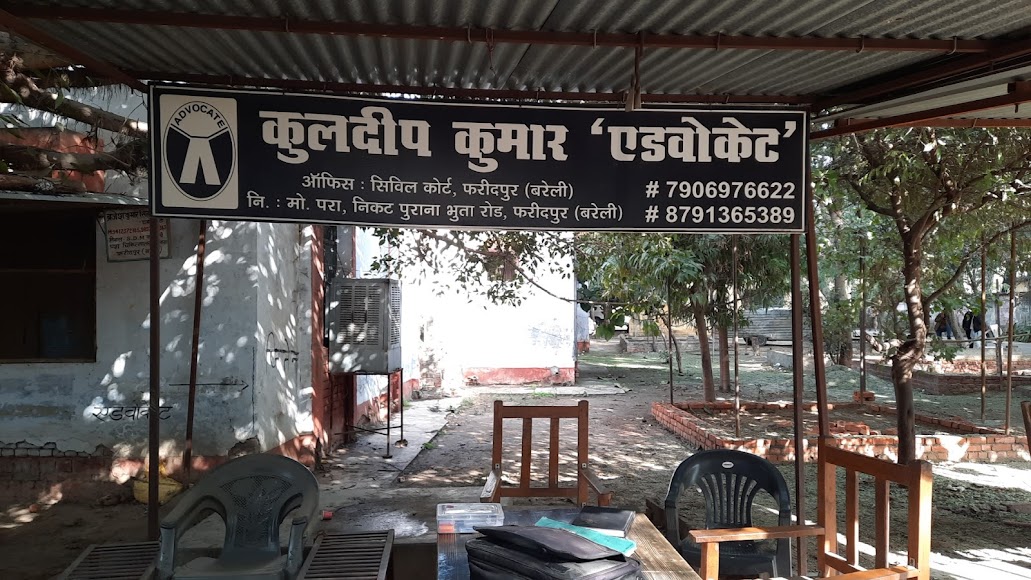 ADVOCATE
कुलदीप कुमार 'एडवोकेट'
ऑफिस : सिविल कोर्ट, फरीदपुर (बरेली)
# 7906976622
नि. : मो. परा, निकट पुराना भुता रोड, फरीदपुर (बरेली)
# 8791365389
एडवोकेट